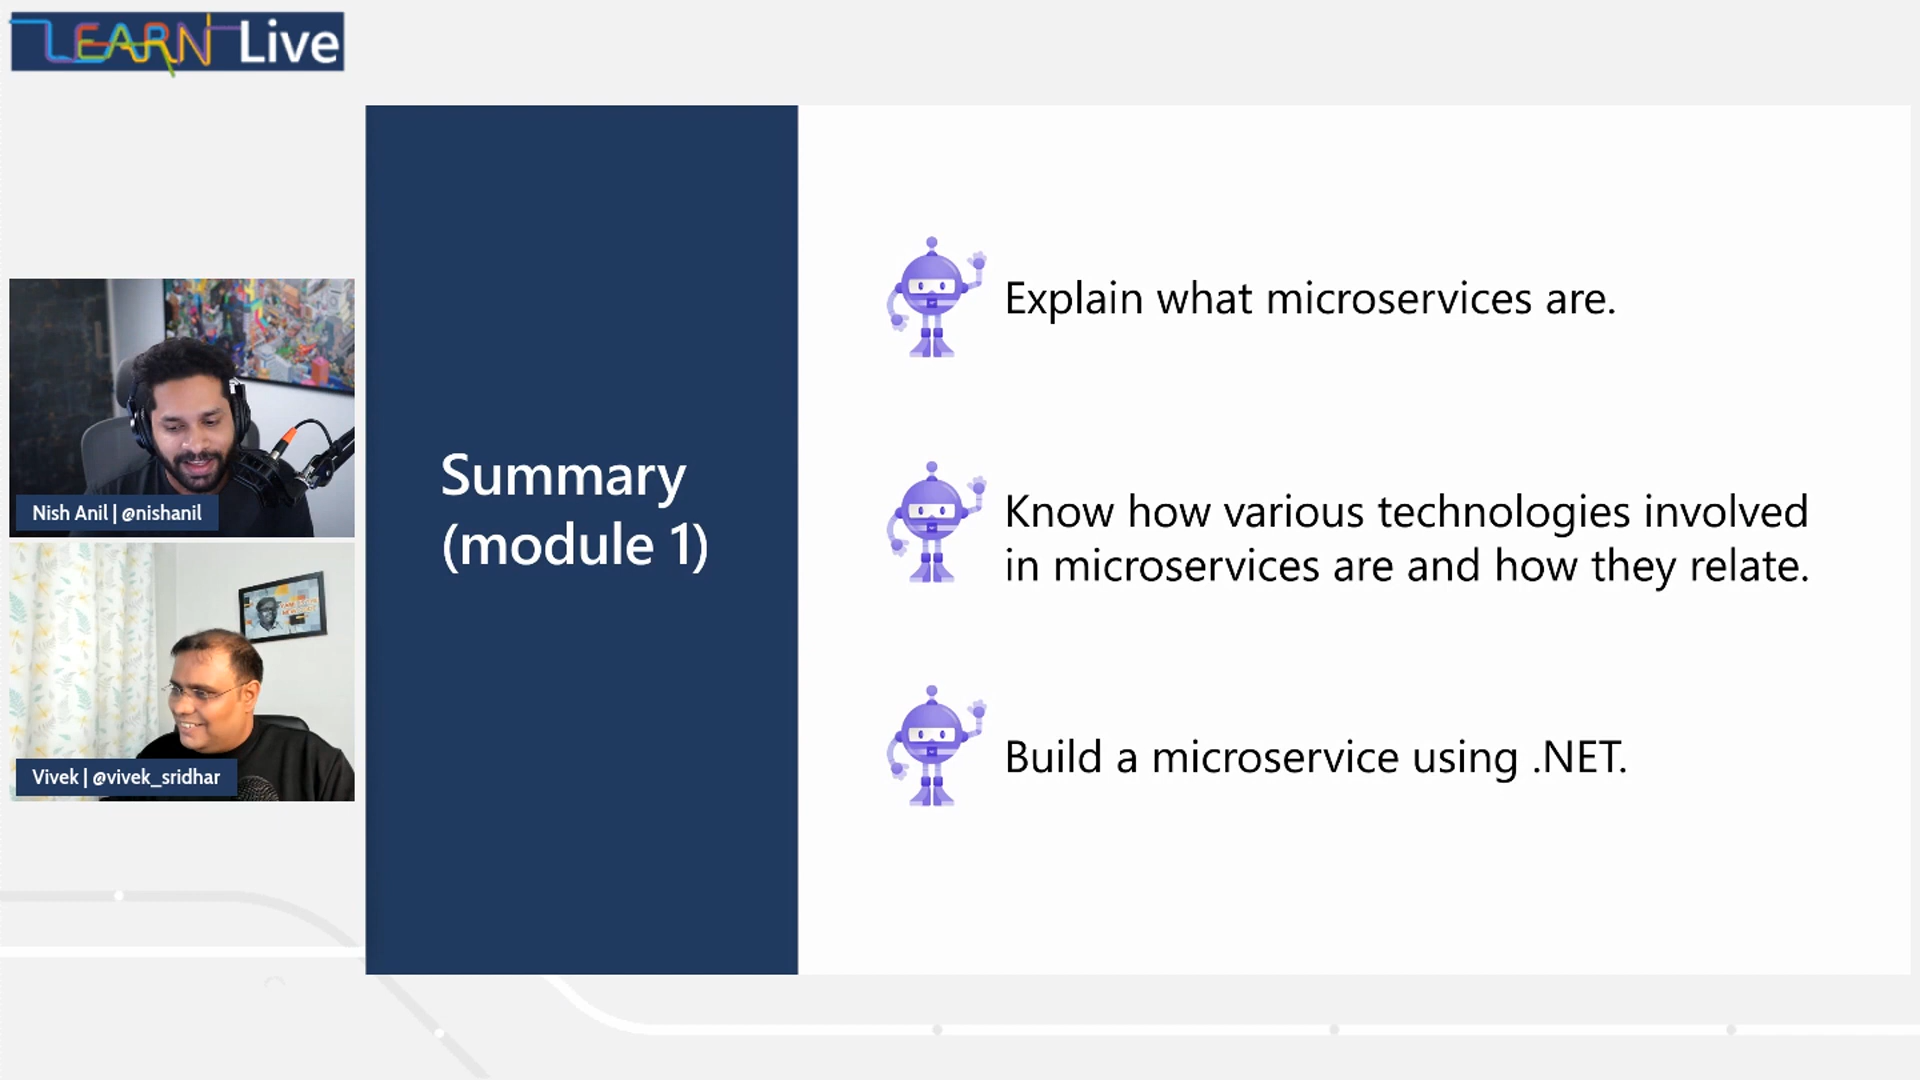 LEARN Live
Nish Anil | @nishanil
Vivek | @vivek_sridhar
Summary
(module 1)
Explain what microservices are.
Know how various technologies involved
in microservices are and how they relate.
Build a microservice using .NET.